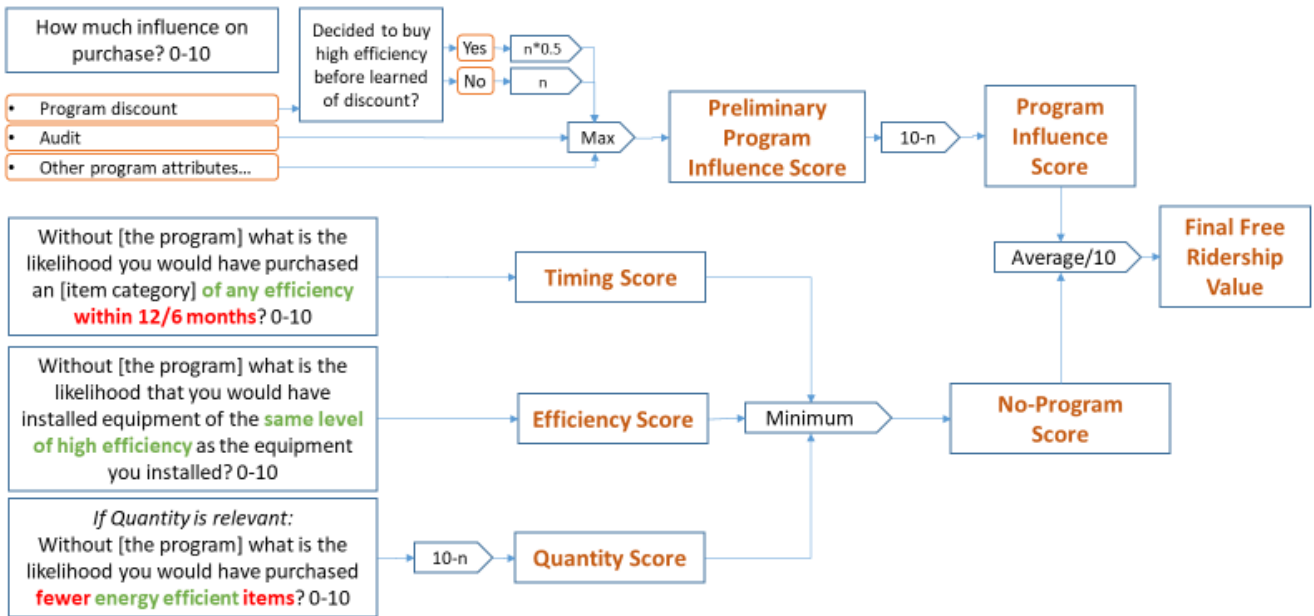 How much influence on
purchase? 0-10
Decided to buy
high efficiency
before learned
of discount?
Yes
n*0.5
No
n
• Program discount
• Audit
• Other program attributes...
Max
Preliminary
Program
Influence Score
10-n
Program
Influence
Score
Without [the program] what is the
likelihood you would have purchased
an [item category] of any efficiency
within 12/6 months? 0-10
Timing Score
Average/10
Final Free
Ridership
Value
Without [the program] what is the
likelihood that you would have
installed equipment of the same level
of high efficiency as the equipment
you installed? 0-10
Efficiency Score
Minimum
No-Program
Score
If Quantity is relevant:
Without [the program] what is the
likelihood you would have purchased
fewer energy efficient items? 0-10
10-n
Quantity Score